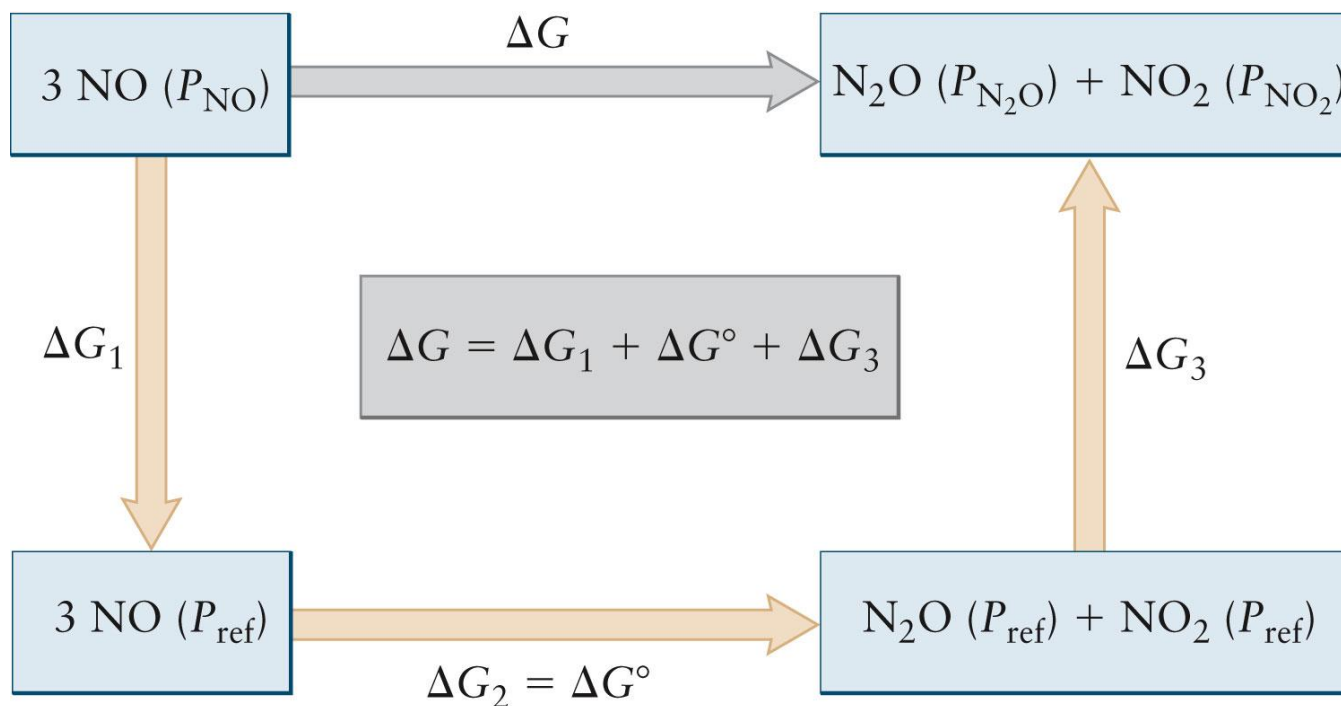 ΔG
3 NO (P_NO)
N₂O (P_N₂O) + NO₂ (P_NO₂)
ΔG₁
ΔG = ΔG₁ + ΔG° + ΔG₃
ΔG₃
3 NO (P_ref)
N₂O (P_ref) + NO₂ (P_ref)
ΔG₂ = ΔG°